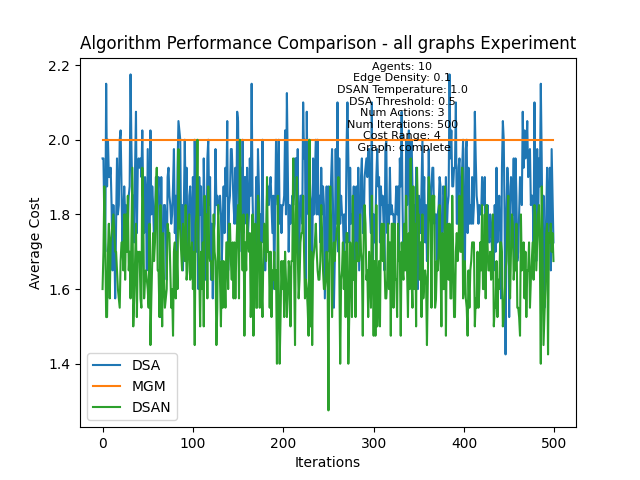 Algorithm Performance Comparison - all graphs Experiment
Agents: 10
Edge Density: 0.1
DSAN Temperature: 1.0
DSA Threshold: 0.5
Num Actions: 3
Num Iterations: 500
Cost Range: 4
Graph: complete
2.2
2.0
1.8
1.6
1.4
Average Cost
DSA
MGM
DSAN
0
100
200
300
400
500
Iterations